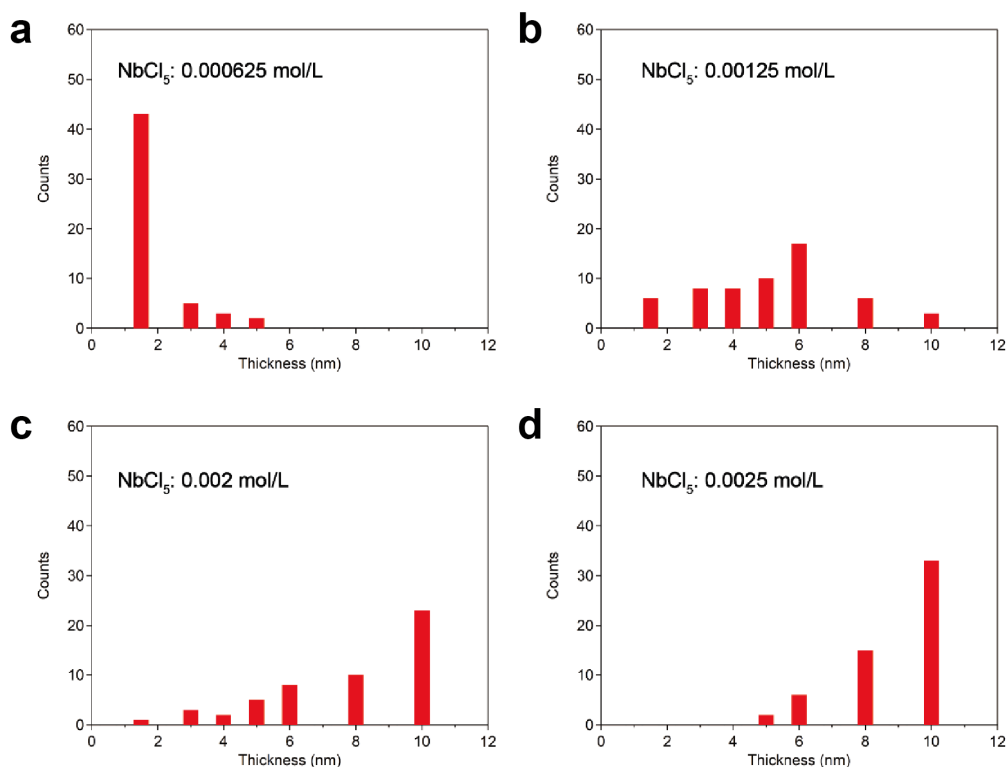 a
NbCl₅: 0.000625 mol/L
60
50
40
30
20
10
0
Counts
0 2 4 6 8 10 12
Thickness (nm)
b
NbCl₅: 0.00125 mol/L
60
50
40
30
20
10
0
Counts
0 2 4 6 8 10 12
Thickness (nm)
c
NbCl₅: 0.002 mol/L
60
50
40
30
20
10
0
Counts
0 2 4 6 8 10 12
Thickness (nm)
d
NbCl₅: 0.0025 mol/L
60
50
40
30
20
10
0
Counts
0 2 4 6 8 10 12
Thickness (nm)